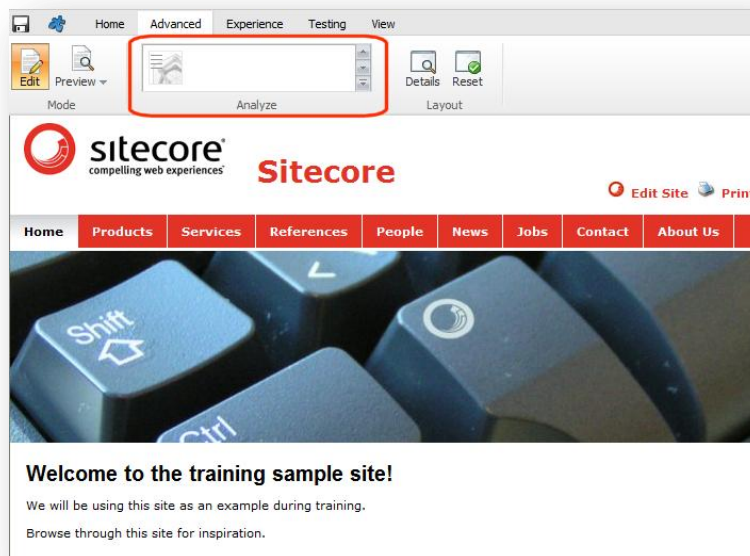 Home Advanced Experience Testing View
Edit Preview Details Reset
Mode Analyze Layout
sitecore
compelling web experiences
Sitecore
Edit Site Print
Home Products Services References People News Jobs Contact About Us
Shift
Ctrl
Welcome to the training sample site!
We will be using this site as an example during training.
Browse through this site for inspiration.